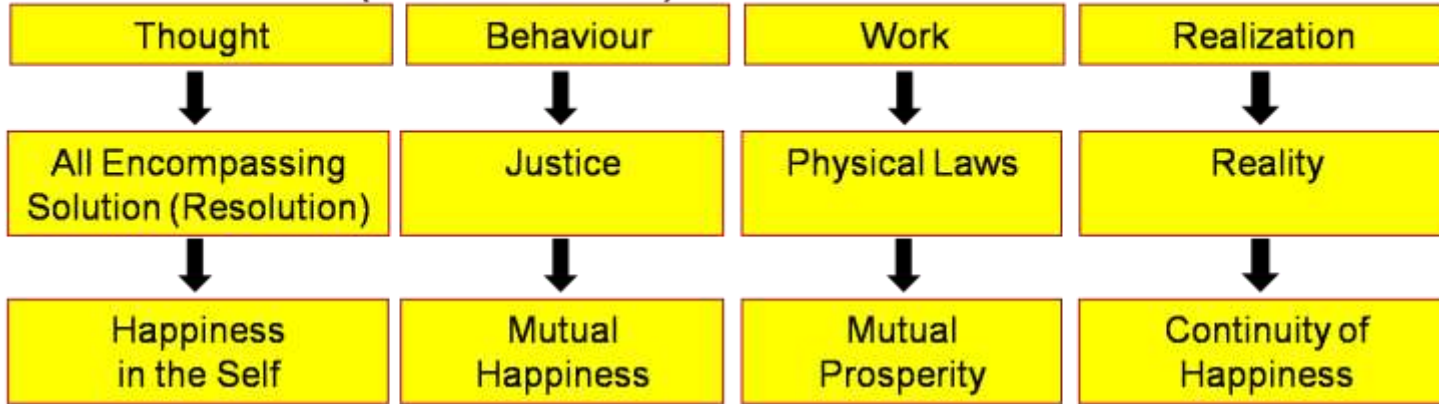 Thought
Behaviour
Work
Realization
All Encompassing
Solution (Resolution)
Justice
Physical Laws
Reality
Happiness
in the Self
Mutual
Happiness
Mutual
Prosperity
Continuity of
Happiness